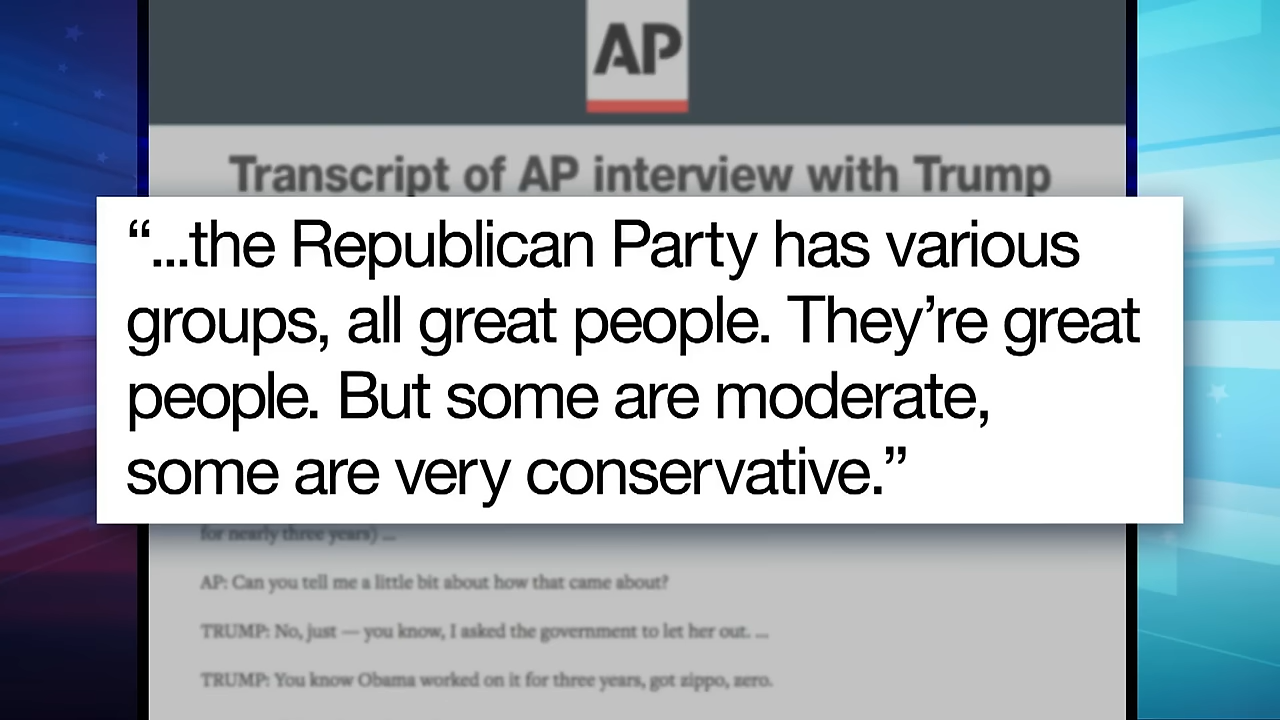 AP
Transcript of AP interview with Trump
“...the Republican Party has various
groups, all great people. They’re great
people. But some are moderate,
some are very conservative.”
for nearly three years) ...
AP: Can you tell me a little bit about how that came about?
TRUMP: No, just — you know, I asked the government to let her out. ...
TRUMP: You know Obama worked on it for three years, got zippo, zero.